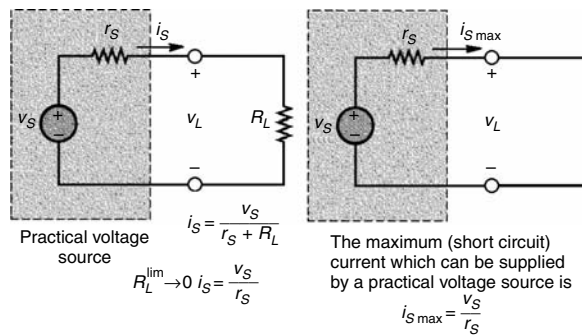 r_S i_S
+
v_S + − v_L R_L
−
Practical voltage
source
i_S = v_S / (r_S + R_L)
lim R_L→0 i_S = v_S / r_S
r_S i_S max
+
v_S + − v_L
−
The maximum (short circuit)
current which can be supplied
by a practical voltage source is
i_S max = v_S / r_S